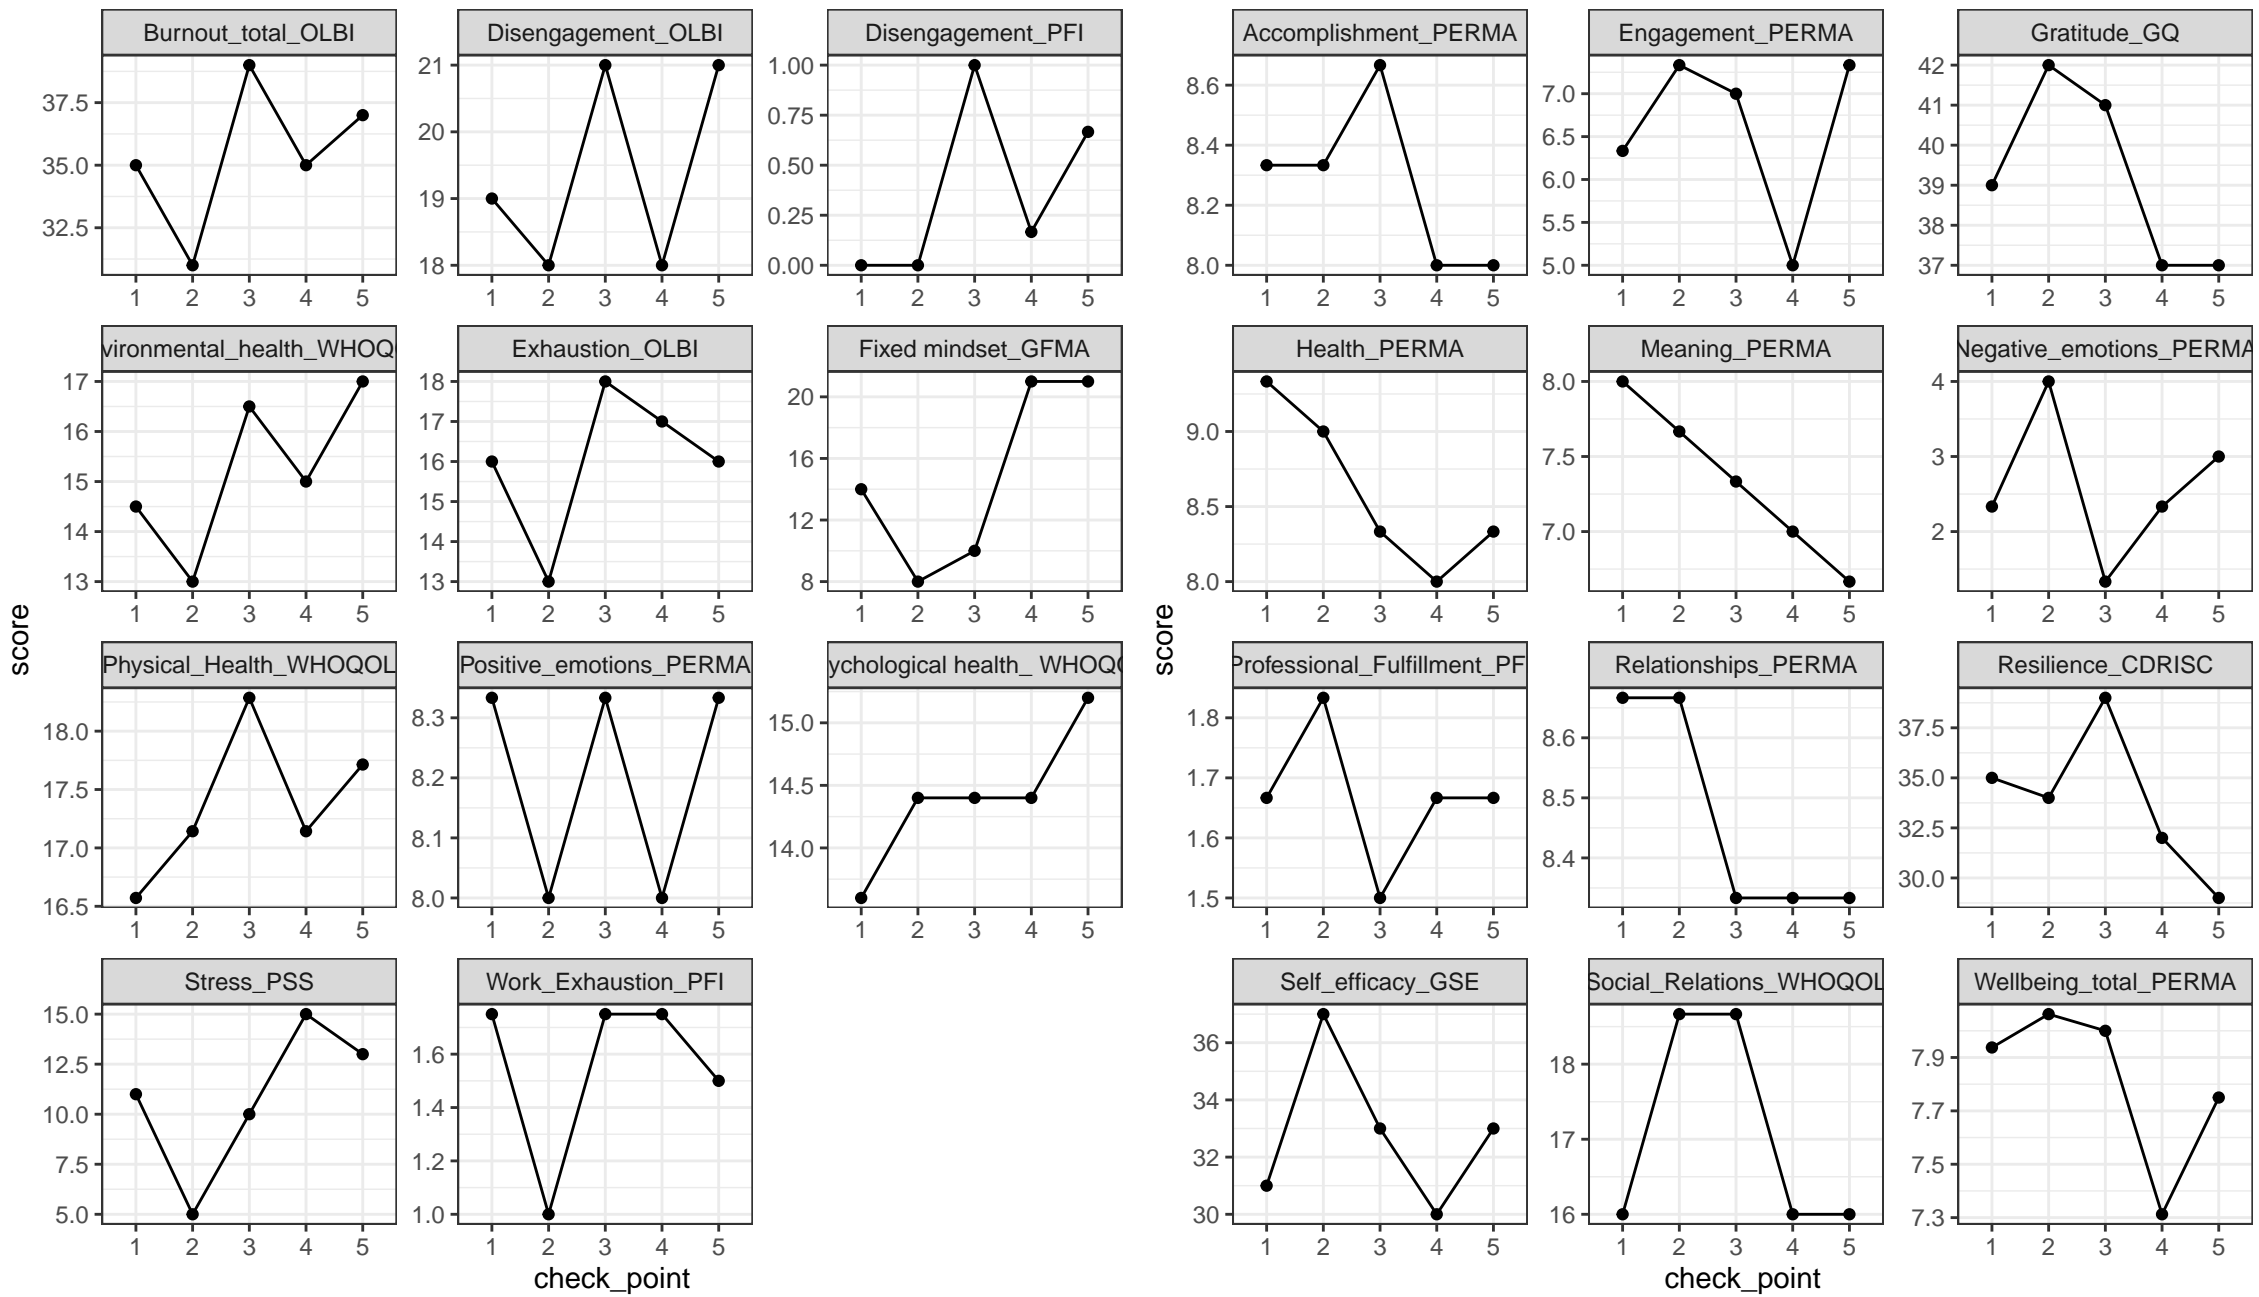 Burnout_total_OLBI
37.5
35.0
32.5
1 2 3 4 5
Disengagement_OLBI
21
20
19
18
1 2 3 4 5
Disengagement_PFI
1.00
0.75
0.50
0.25
0.00
1 2 3 4 5
vironmental_health_WHOQ
17
16
15
14
13
1 2 3 4 5
Exhaustion_OLBI
18
17
16
15
14
13
1 2 3 4 5
Fixed mindset_GFMA
20
16
12
8
1 2 3 4 5
Physical_Health_WHOQOL
18.0
17.5
17.0
16.5
1 2 3 4 5
Positive_emotions_PERMA
8.3
8.2
8.1
8.0
1 2 3 4 5
ychological health_ WHOQ
15.0
14.5
14.0
1 2 3 4 5
Stress_PSS
15.0
12.5
10.0
7.5
5.0
1 2 3 4 5
Work_Exhaustion_PFI
1.6
1.4
1.2
1.0
1 2 3 4 5
score
check_point
Accomplishment_PERMA
8.6
8.4
8.2
8.0
1 2 3 4 5
Engagement_PERMA
7.0
6.5
6.0
5.5
5.0
1 2 3 4 5
Gratitude_GQ
42
41
40
39
38
37
1 2 3 4 5
Health_PERMA
9.0
8.5
8.0
1 2 3 4 5
Meaning_PERMA
8.0
7.5
7.0
1 2 3 4 5
Negative_emotions_PERMA
4
3
2
1 2 3 4 5
Professional_Fulfillment_PF
1.8
1.7
1.6
1.5
1 2 3 4 5
Relationships_PERMA
8.6
8.5
8.4
1 2 3 4 5
Resilience_CDRISC
37.5
35.0
32.5
30.0
1 2 3 4 5
Self_efficacy_GSE
36
34
32
30
1 2 3 4 5
Social_Relations_WHOQOL
18
17
16
1 2 3 4 5
Wellbeing_total_PERMA
7.9
7.7
7.5
7.3
1 2 3 4 5
score
check_point